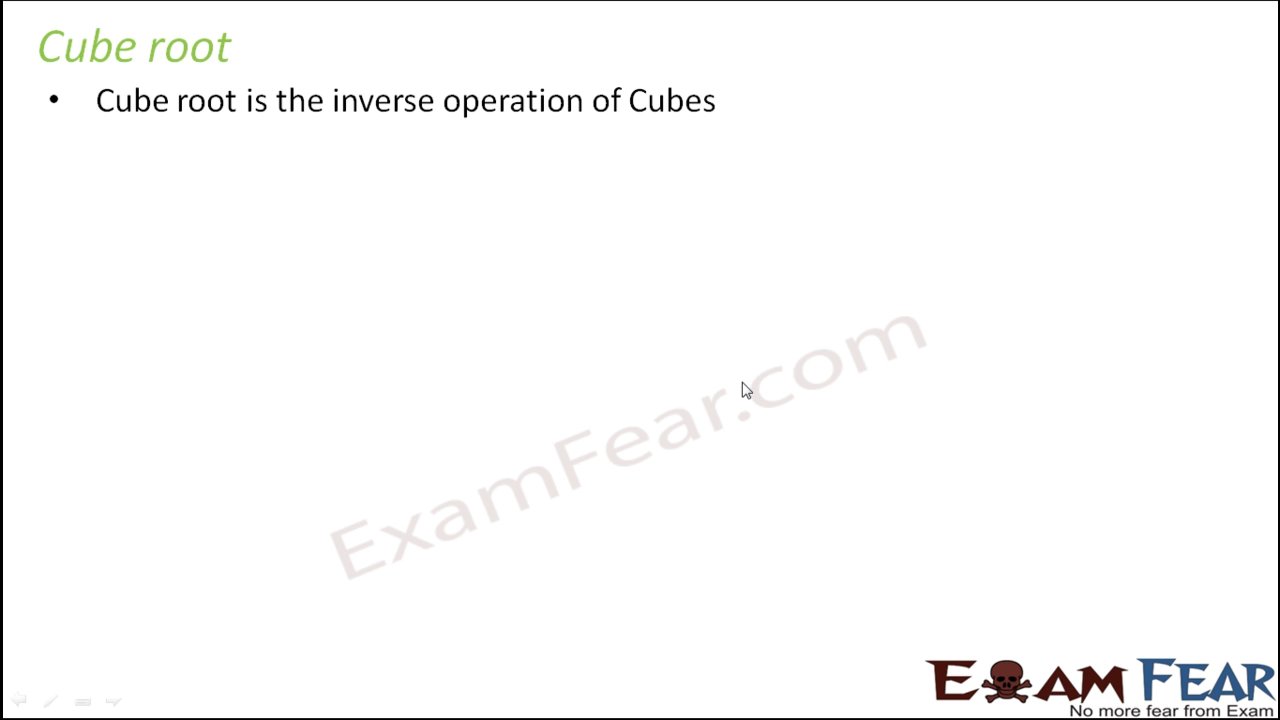 Cube root
• Cube root is the inverse operation of Cubes
ExamFear.com
EXAM FEAR
No more fear from Exam